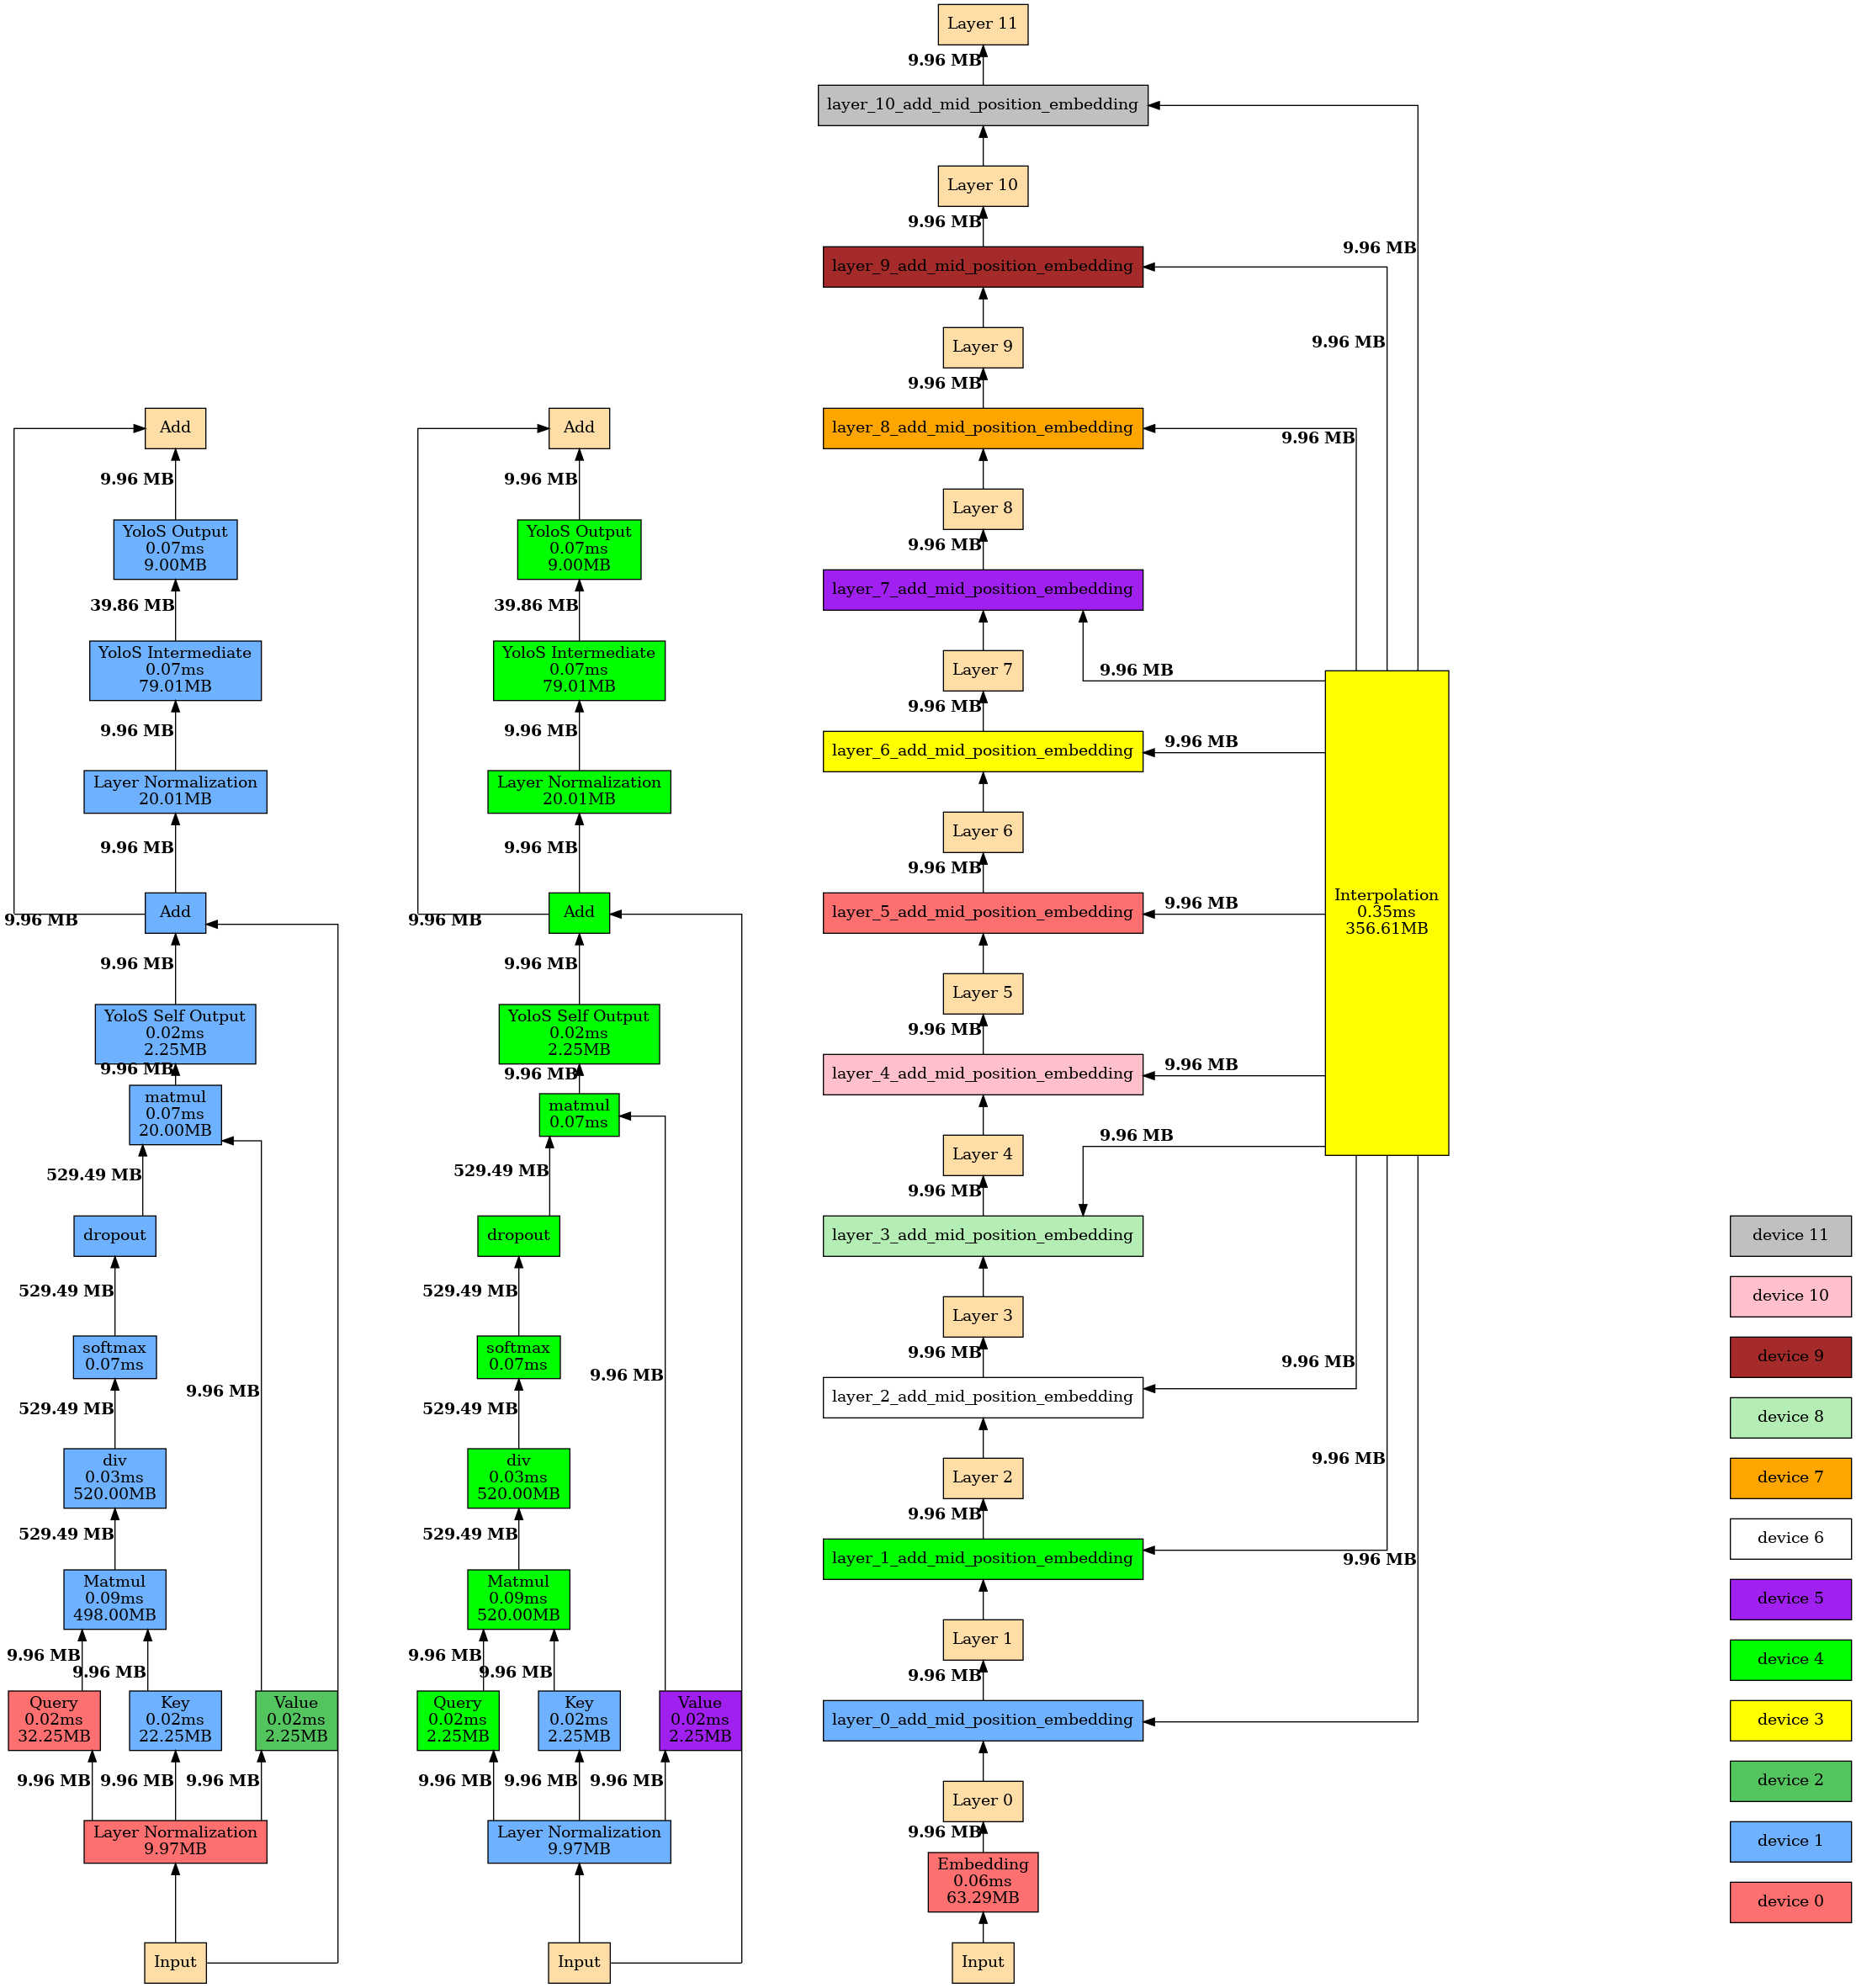 Add
9.96 MB
YoloS Output
0.07ms
9.00MB
39.86 MB
YoloS Intermediate
0.07ms
79.01MB
9.96 MB
Layer Normalization
20.01MB
9.96 MB
Add
9.96 MB
9.96 MB
YoloS Self Output
0.02ms
2.25MB
9.96 MB
matmul
0.07ms
20.00MB
529.49 MB
dropout
529.49 MB
softmax
0.07ms
9.96 MB
529.49 MB
div
0.03ms
520.00MB
529.49 MB
Matmul
0.09ms
498.00MB
9.96 MB
9.96 MB
Query
0.02ms
32.25MB
Key
0.02ms
22.25MB
Value
0.02ms
2.25MB
9.96 MB
9.96 MB
9.96 MB
Layer Normalization
9.97MB
Input
Add
9.96 MB
YoloS Output
0.07ms
9.00MB
39.86 MB
YoloS Intermediate
0.07ms
79.01MB
9.96 MB
Layer Normalization
20.01MB
9.96 MB
Add
9.96 MB
9.96 MB
YoloS Self Output
0.02ms
2.25MB
9.96 MB
matmul
0.07ms
529.49 MB
dropout
529.49 MB
softmax
0.07ms
9.96 MB
529.49 MB
div
0.03ms
520.00MB
529.49 MB
Matmul
0.09ms
520.00MB
9.96 MB
9.96 MB
Query
0.02ms
2.25MB
Key
0.02ms
2.25MB
Value
0.02ms
2.25MB
9.96 MB
9.96 MB
9.96 MB
Layer Normalization
9.97MB
Input
Layer 11
9.96 MB
layer_10_add_mid_position_embedding
Layer 10
9.96 MB
9.96 MB
layer_9_add_mid_position_embedding
9.96 MB
Layer 9
9.96 MB
layer_8_add_mid_position_embedding
9.96 MB
Layer 8
9.96 MB
layer_7_add_mid_position_embedding
Layer 7
9.96 MB
9.96 MB
layer_6_add_mid_position_embedding
9.96 MB
Layer 6
9.96 MB
layer_5_add_mid_position_embedding
9.96 MB
Interpolation
0.35ms
356.61MB
Layer 5
9.96 MB
layer_4_add_mid_position_embedding
9.96 MB
Layer 4
9.96 MB
9.96 MB
layer_3_add_mid_position_embedding
Layer 3
9.96 MB
9.96 MB
layer_2_add_mid_position_embedding
Layer 2
9.96 MB
9.96 MB
layer_1_add_mid_position_embedding
9.96 MB
Layer 1
9.96 MB
layer_0_add_mid_position_embedding
Layer 0
9.96 MB
Embedding
0.06ms
63.29MB
Input
device 11
device 10
device 9
device 8
device 7
device 6
device 5
device 4
device 3
device 2
device 1
device 0